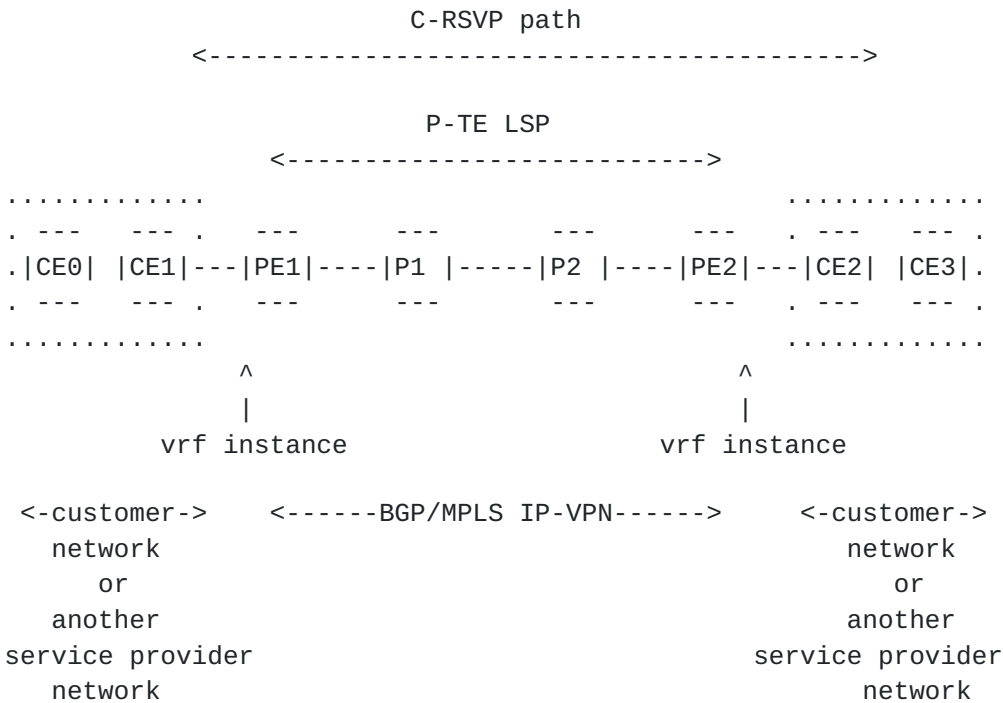 C-RSVP path
<----------------------------------------->
P-TE LSP
<--------------------------->
............. .............
. --- --- . --- --- --- --- . --- --- .
.|CE0| |CE1|---|PE1|----|P1 |-----|P2 |----|PE2|---|CE2| |CE3|.
. --- --- . --- --- --- --- . --- --- .
............. .............
^ ^
| |
vrf instance vrf instance
<-customer-> <------BGP/MPLS IP-VPN------> <-customer->
network network
or or
another another
service provider service provider
network network